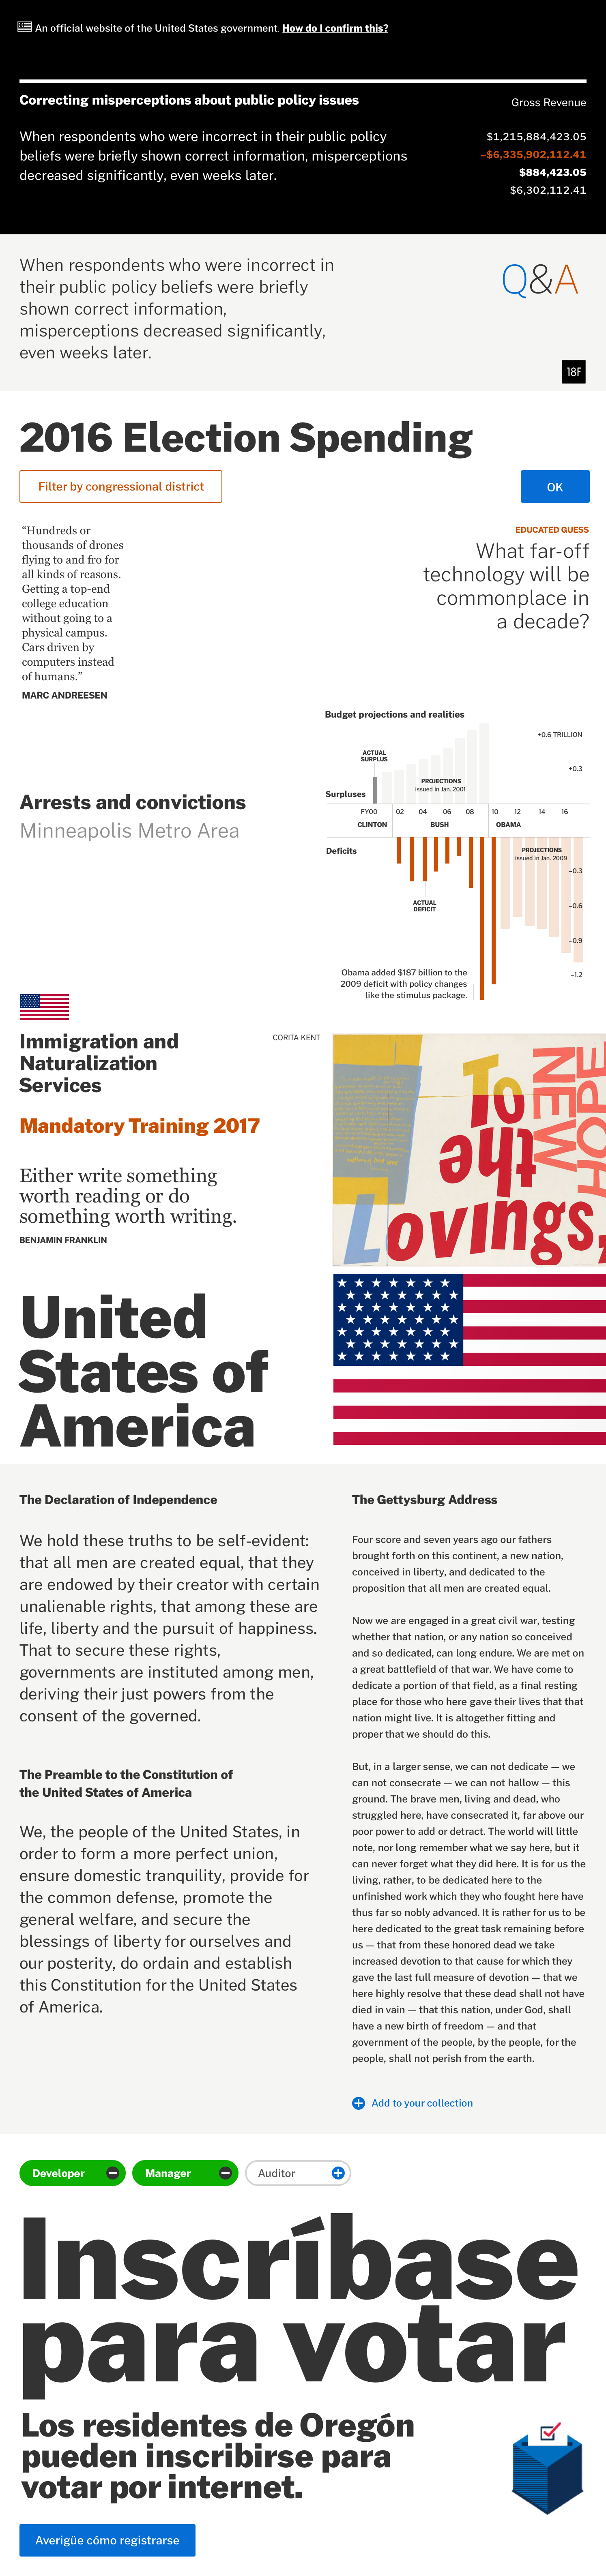 An official website of the United States government. How do I confirm this?
Correcting misperceptions about public policy issues
Gross Revenue
When respondents who were incorrect in their public policy
beliefs were briefly shown correct information, misperceptions
decreased significantly, even weeks later.
$1,215,884,423.05
–$6,335,902,112.41
$884,423.05
$6,302,112.41
When respondents who were incorrect in
their public policy beliefs were briefly
shown correct information,
misperceptions decreased significantly,
even weeks later.
Q&A
18F
2016 Election Spending
Filter by congressional district
OK
“Hundreds or
thousands of drones
flying to and fro for
all kinds of reasons.
Getting a top-end
college education
without going to a
physical campus.
Cars driven by
computers instead
of humans.”
MARC ANDREESEN
EDUCATED GUESS
What far-off
technology will be
commonplace in
a decade?
Arrests and convictions
Minneapolis Metro Area
Budget projections and realities
+0.6 TRILLION
ACTUAL
SURPLUS
+0.3
PROJECTIONS
issued in Jan. 2001
Surpluses
FY00 02 04 06 08 10 12 14 16
CLINTON BUSH OBAMA
Deficits
PROJECTIONS
issued in Jan. 2009
–0.3
ACTUAL
DEFICIT
–0.6
–0.9
–1.2
Obama added $187 billion to the
2009 deficit with policy changes
like the stimulus package.
Immigration and
Naturalization
Services
Mandatory Training 2017
Either write something
worth reading or do
something worth writing.
BENJAMIN FRANKLIN
CORITA KENT
To
the
NEW
HOPE
Lovings,
United
States of
America
The Declaration of Independence
We hold these truths to be self-evident:
that all men are created equal, that they
are endowed by their creator with certain
unalienable rights, that among these are
life, liberty and the pursuit of happiness.
That to secure these rights,
governments are instituted among men,
deriving their just powers from the
consent of the governed.
The Preamble to the Constitution of
the United States of America
We, the people of the United States, in
order to form a more perfect union,
ensure domestic tranquility, provide for
the common defense, promote the
general welfare, and secure the
blessings of liberty for ourselves and
our posterity, do ordain and establish
this Constitution for the United States
of America.
The Gettysburg Address
Four score and seven years ago our fathers
brought forth on this continent, a new nation,
conceived in liberty, and dedicated to the
proposition that all men are created equal.
Now we are engaged in a great civil war, testing
whether that nation, or any nation so conceived
and so dedicated, can long endure. We are met on
a great battlefield of that war. We have come to
dedicate a portion of that field, as a final resting
place for those who here gave their lives that that
nation might live. It is altogether fitting and
proper that we should do this.
But, in a larger sense, we can not dedicate — we
can not consecrate — we can not hallow — this
ground. The brave men, living and dead, who
struggled here, have consecrated it, far above our
poor power to add or detract. The world will little
note, nor long remember what we say here, but it
can never forget what they did here. It is for us the
living, rather, to be dedicated here to the
unfinished work which they who fought here have
thus far so nobly advanced. It is rather for us to be
here dedicated to the great task remaining before
us — that from these honored dead we take
increased devotion to that cause for which they
gave the last full measure of devotion — that we
here highly resolve that these dead shall not have
died in vain — that this nation, under God, shall
have a new birth of freedom — and that
government of the people, by the people, for the
people, shall not perish from the earth.
Add to your collection
Developer
Manager
Auditor
Inscríbase
para votar
Los residentes de Oregón
pueden inscribirse para
votar por internet.
Averigüe cómo registrarse